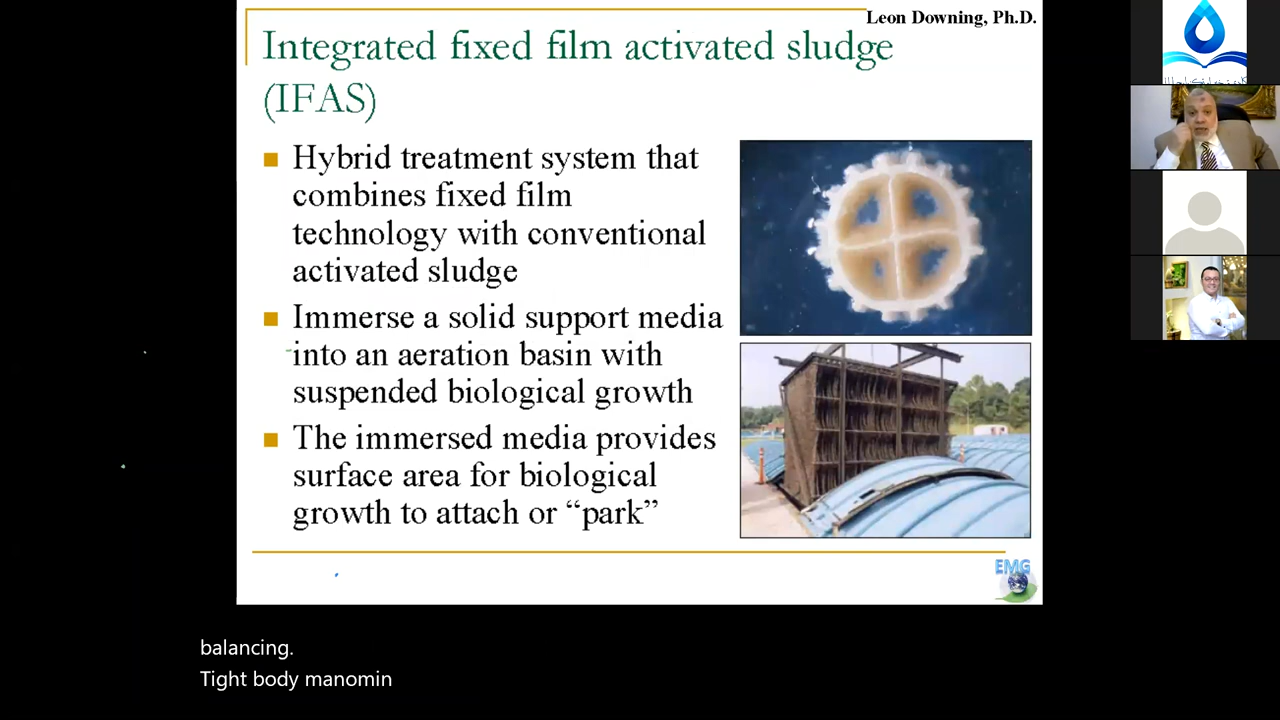 Leon Downing, Ph.D.
Integrated fixed film activated sludge
(IFAS)
Hybrid treatment system that
combines fixed film
technology with conventional
activated sludge
Immerse a solid support media
into an aeration basin with
suspended biological growth
The immersed media provides
surface area for biological
growth to attach or “park”
EMG
balancing.
Tight body manomin